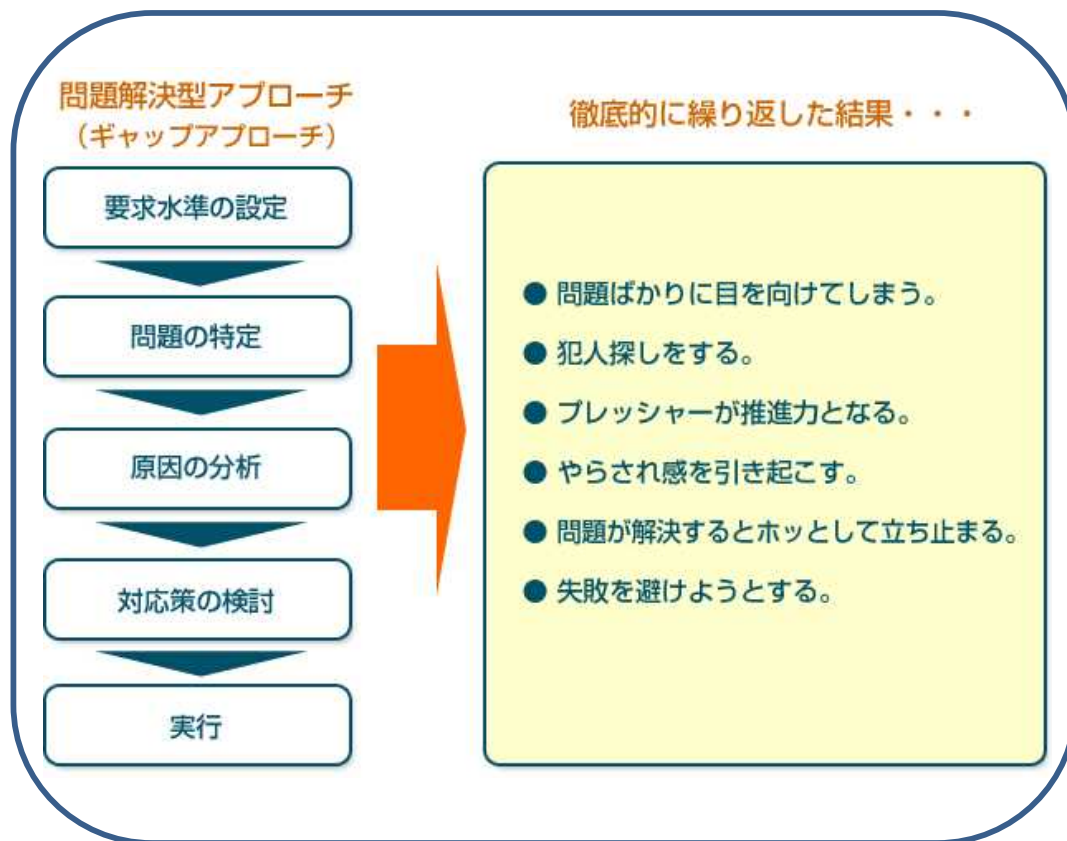 問題解決型アプローチ
（ギャップアプローチ）
要求水準の設定
問題の特定
原因の分析
対応策の検討
実行
徹底的に繰り返した結果・・・
● 問題ばかりに目を向けてしまう。
● 犯人探しをする。
● プレッシャーが推進力となる。
● やらされ感を引き起こす。
● 問題が解決するとホッとして立ち止まる。
● 失敗を避けようとする。